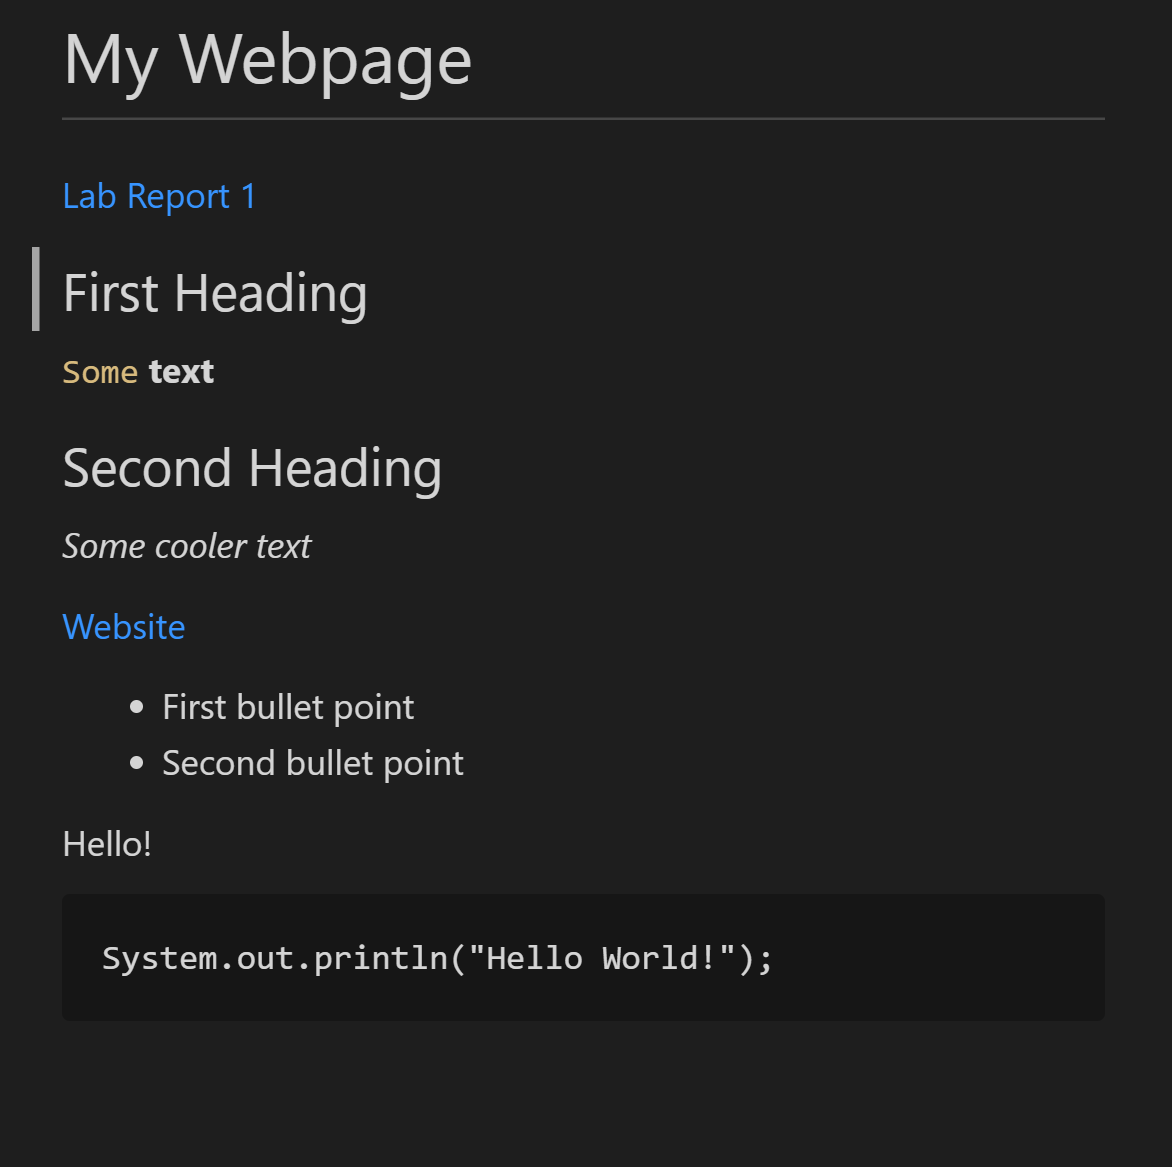 My Webpage
Lab Report 1
First Heading
Some text
Second Heading
Some cooler text
Website
First bullet point
Second bullet point
Hello!
System.out.println("Hello World!");